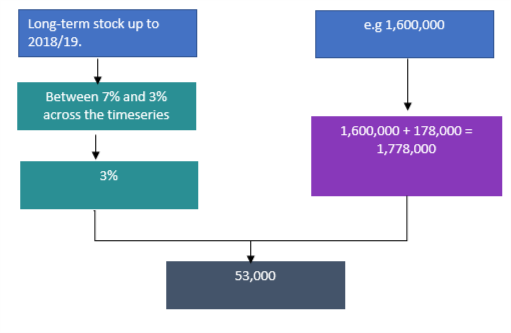 Long-term stock up to
2018/19.
e.g 1,600,000
Between 7% and 3%
across the timeseries
1,600,000 + 178,000 =
1,778,000
3%
53,000